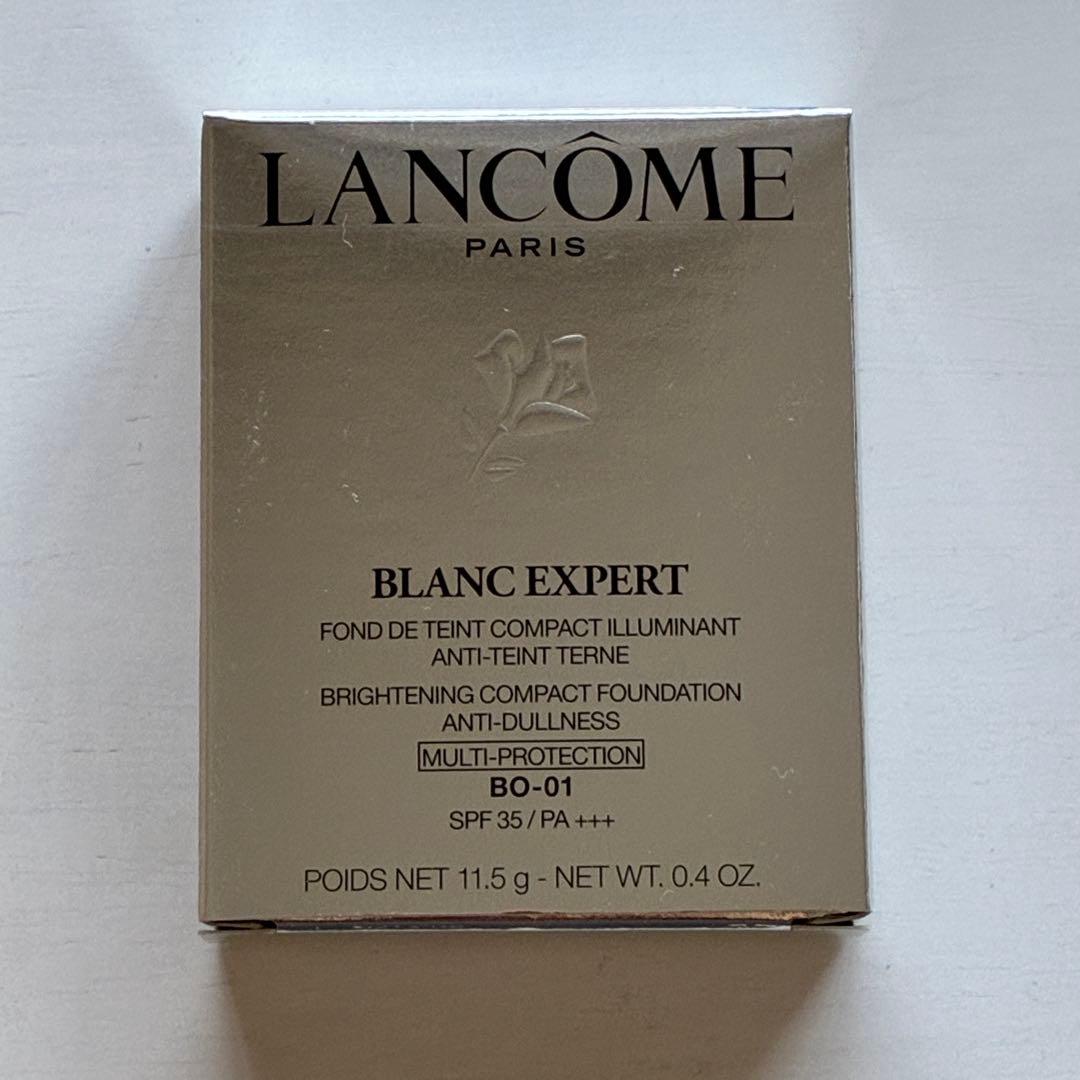 LANCÔME
PARIS
BLANC EXPERT
FOND DE TEINT COMPACT ILLUMINANT
ANTI-TEINT TERNE
BRIGHTENING COMPACT FOUNDATION
ANTI-DULLNESS
MULTI-PROTECTION
BO-01
SPF 35 / PA +++
POIDS NET 11.5 g - NET WT. 0.4 OZ.